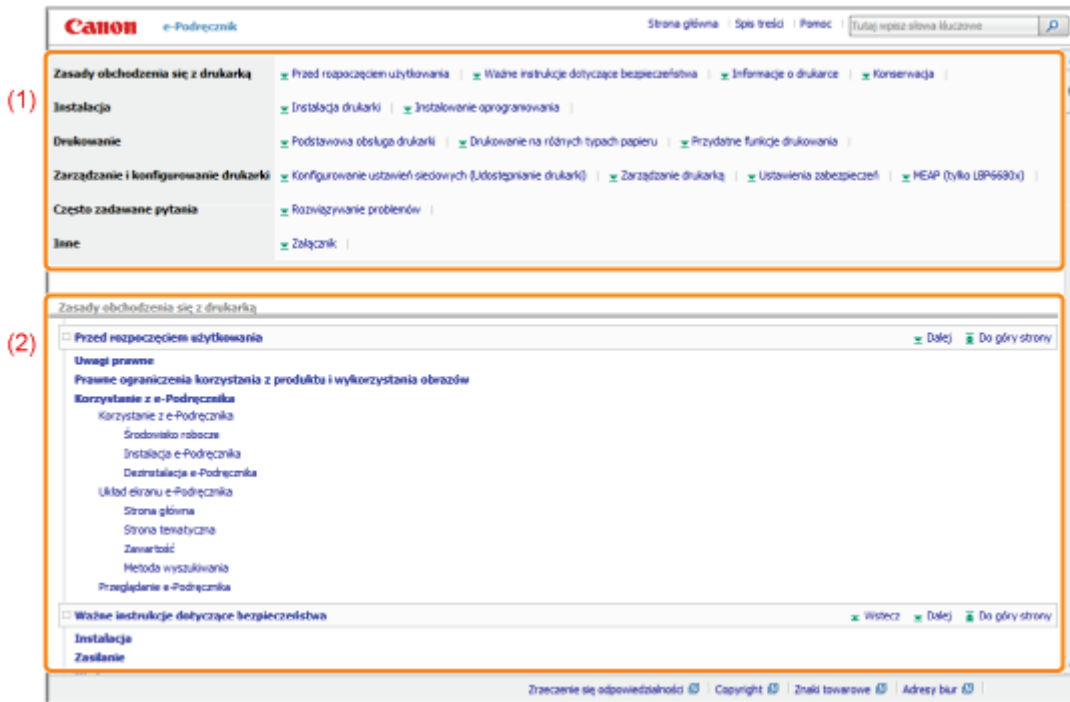 Canon e-Podręcznik Strona główna Spis treści Pomoc Tutaj wpisz słowa kluczowe
(1)
Zasady obchodzenia się z drukarką Przed rozpoczęciem użytkowania Ważne instrukcje dotyczące bezpieczeństwa Informacje o drukarce Konserwacja
Instalacja Instalacja drukarki Instalowanie oprogramowania
Drukowanie Podstawowa obsługa drukarki Drukowanie na różnych typach papieru Przydatne funkcje drukowania
Zarządzanie i konfigurowanie drukarki Konfigurowanie ustawień sieciowych (Udostępnianie drukarki) Zarządzanie drukarką Ustawienia zabezpieczeń MEAP (tylko LBP6680x)
Często zadawane pytania Rozwiązywanie problemów
Inne Załącznik
(2)
Zasady obchodzenia się z drukarką
Przed rozpoczęciem użytkowania Dalej Do góry strony
Uwagi prawne
Prawne ograniczenia korzystania z produktu i wykorzystania obrazów
Korzystanie z e-Podręcznika
Korzystanie z e-Podręcznika
Środowisko robocze
Instalacja e-Podręcznika
Dezinstalacja e-Podręcznika
Układ ekranu e-Podręcznika
Strona główna
Strona tematyczna
Zawartość
Metoda wyszukiwania
Przeglądanie e-Podręcznika
Ważne instrukcje dotyczące bezpieczeństwa Wstecz Dalej Do góry strony
Instalacja
Zasilanie
Zrzeczenie się odpowiedzialności Copyright Znaki towarowe Adresy biur